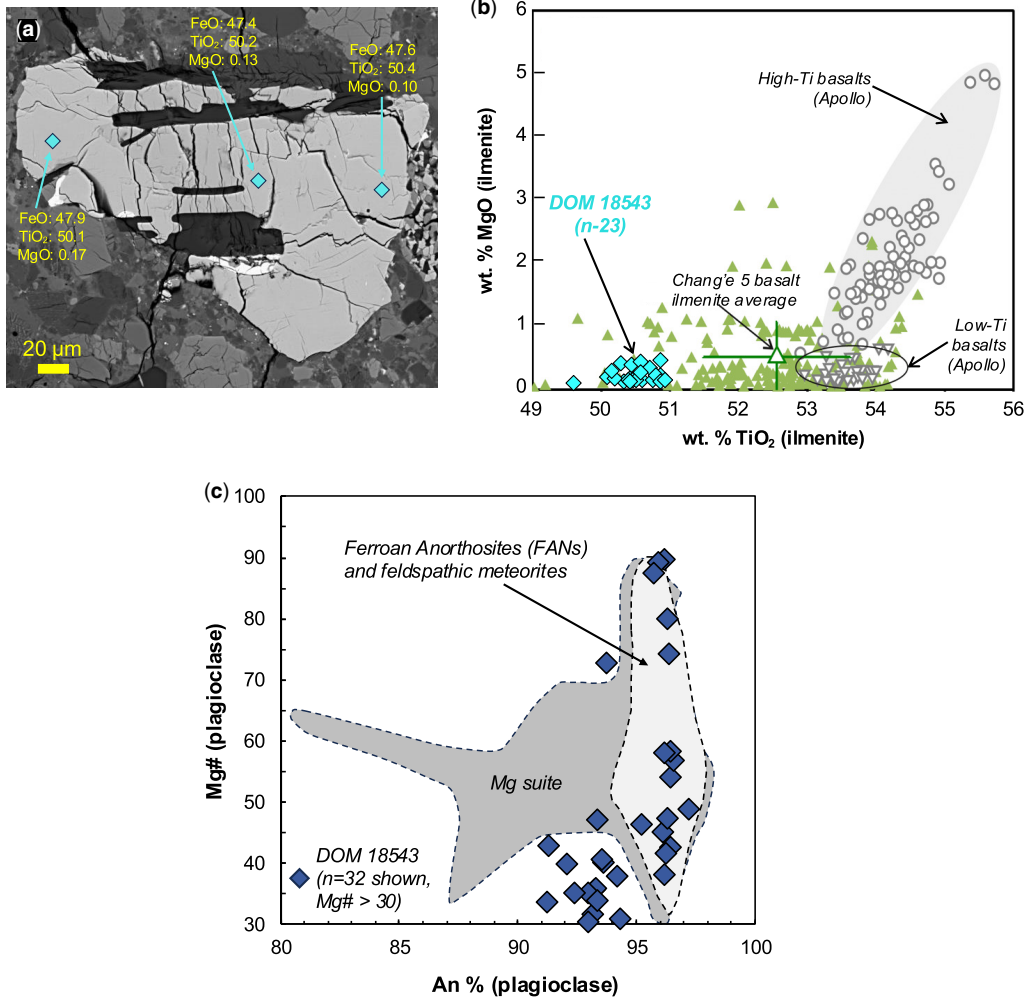 (a)
FeO: 47.4
TiO₂: 50.2
MgO: 0.13
FeO: 47.6
TiO₂: 50.4
MgO: 0.10
FeO: 47.9
TiO₂: 50.1
MgO: 0.17
20 µm
(b)
6
5
4
3
2
1
0
wt. % MgO (ilmenite)
High-Ti basalts
(Apollo)
DOM 18543
(n-23)
Chang'e 5 basalt
ilmenite average
Low-Ti
basalts
(Apollo)
49
50
51
52
53
54
55
56
wt. % TiO₂ (ilmenite)
(c)
100
90
80
70
60
50
40
30
Mg# (plagioclase)
Ferroan Anorthosites (FANs)
and feldspathic meteorites
Mg suite
DOM 18543
(n=32 shown,
Mg# > 30)
80
85
90
95
100
An % (plagioclase)